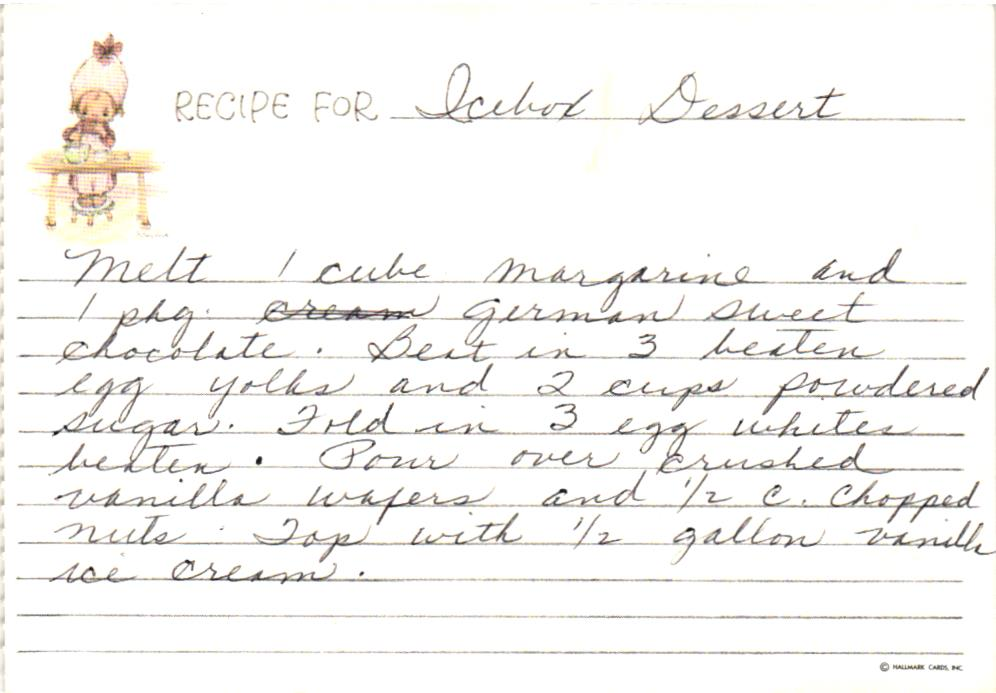 RECIPE FOR Icebox Dessert
Melt 1 cube margarine and
1 pkg. cream German sweet
chocolate. Beat in 3 beaten
egg yolks and 2 cups powdered
sugar. Fold in 3 egg whites
beaten. Pour over crushed
vanilla wafers and 1/2 c. chopped
nuts. Top with 1/2 gallon vanilla
ice cream.
© HALLMARK CARDS, INC.